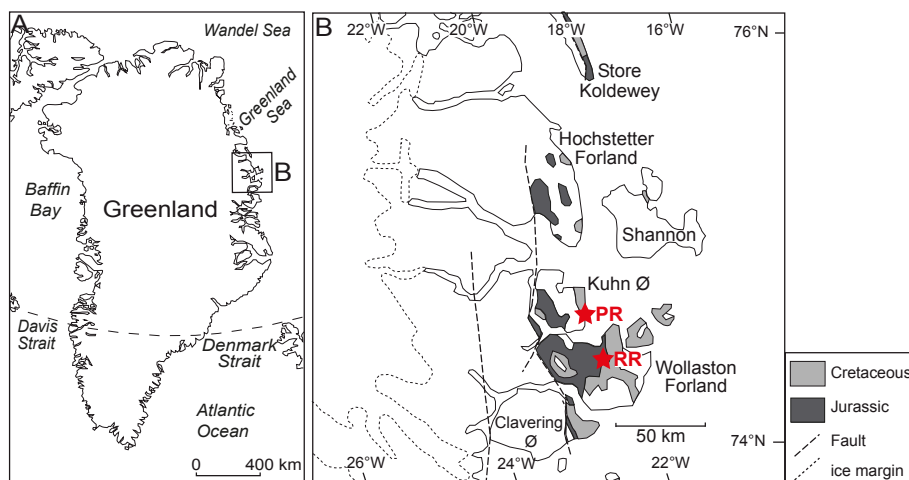 A
Wandel Sea
Greenland
Sea
B
Baffin
Bay
Greenland
Davis
Strait
Denmark
Strait
Atlantic
Ocean
0 400 km
B
22°W 20°W 18°W 16°W
76°N
Store
Koldewey
Hochstetter
Forland
Shannon
Kuhn Ø
PR
RR
Wollaston
Forland
Clavering
Ø
50 km
74°N
26°W 24°W 22°W
Cretaceous
Jurassic
Fault
ice margin